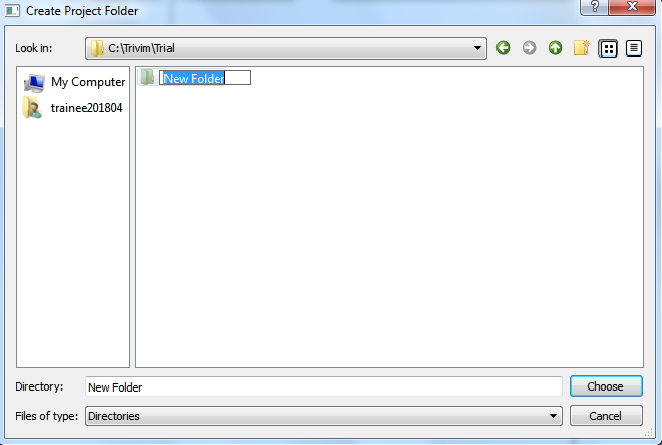 Create Project Folder
Look in:
C:\Trivim\Trial
My Computer
New Folder
trainee201804
Directory:
New Folder
Choose
Files of type:
Directories
Cancel